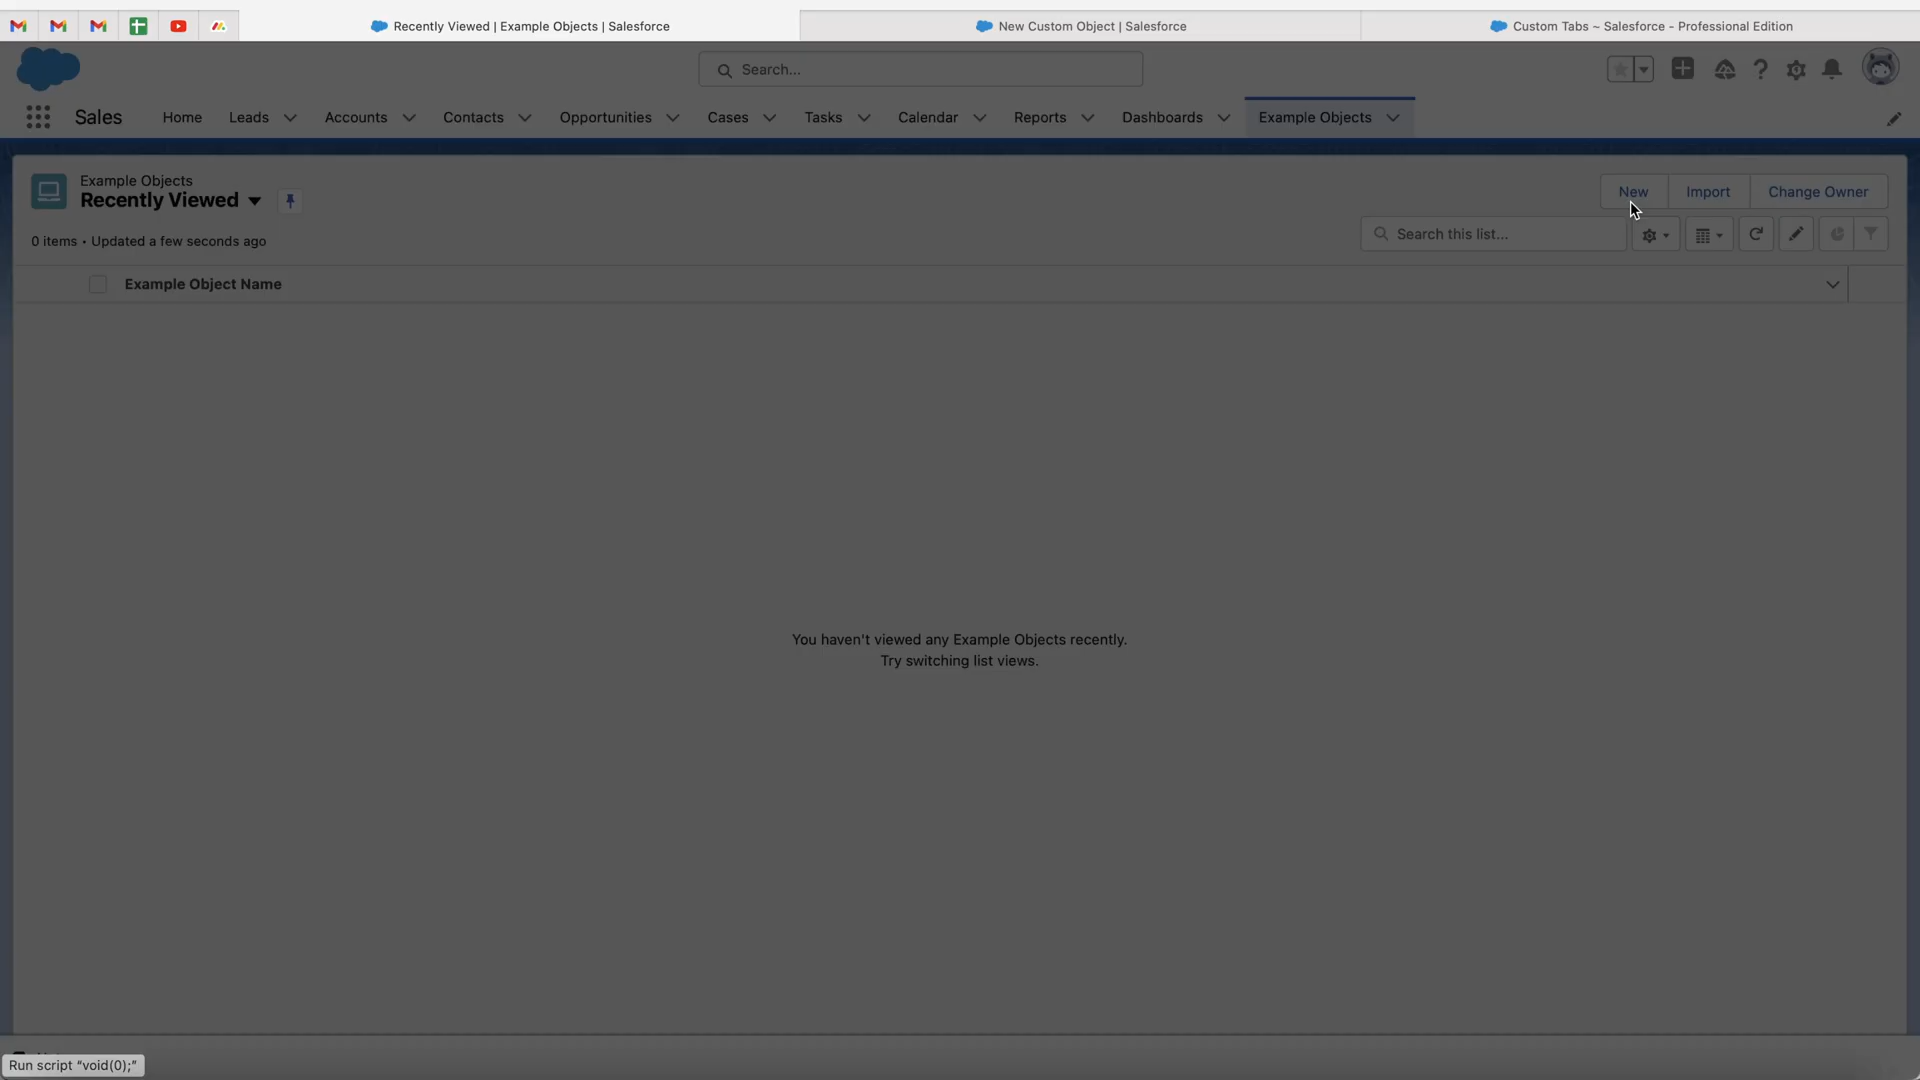 Recently Viewed | Example Objects | Salesforce
New Custom Object | Salesforce
Custom Tabs ~ Salesforce - Professional Edition
Search...
Sales
Home
Leads
Accounts
Contacts
Opportunities
Cases
Tasks
Calendar
Reports
Dashboards
Example Objects
Example Objects
Recently Viewed
New
Import
Change Owner
0 items • Updated a few seconds ago
Search this list...
Example Object Name
You haven't viewed any Example Objects recently.
Try switching list views.
Run script “void(0);”